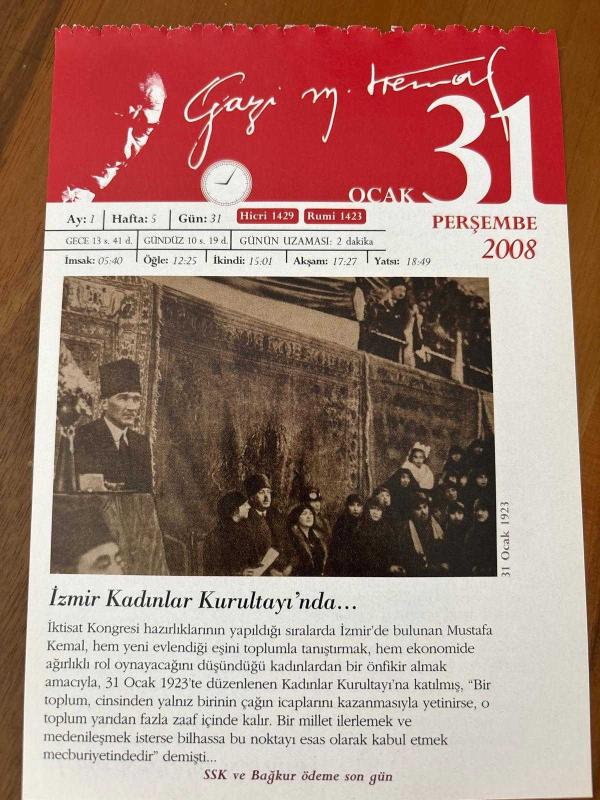 Gazi M. Kemal
OCAK 31
PERŞEMBE
2008
Ay: 1 Hafta: 5 Gün: 31 Hicri 1429 Rumi 1423
GECE 13 s. 41 d. GÜNDÜZ 10 s. 19 d. GÜNÜN UZAMASI: 2 dakika
İmsak: 05:40 Öğle: 12:25 İkindi: 15:01 Akşam: 17:27 Yatsı: 18:49
31 Ocak 1923
İzmir Kadınlar Kurultayı’nda...
İktisat Kongresi hazırlıklarının yapıldığı sıralarda İzmir’de bulunan Mustafa
Kemal, hem yeni evlendiği eşini toplumla tanıştırmak, hem ekonomide
ağırlıklı rol oynayacağını düşündüğü kadınlardan bir önfikir almak
amacıyla, 31 Ocak 1923’te düzenlenen Kadınlar Kurultayı’na katılmış, “Bir
toplum, cinsinden yalnız birinin çağın icaplarını kazanmasıyla yetinirse, o
toplum yarıdan fazla zaaf içinde kalır. Bir millet ilerlemek ve
medenileşmek isterse bilhassa bu noktayı esas olarak kabul etmek
mecburiyetindedir” demişti...
SSK ve Bağkur ödeme son gün